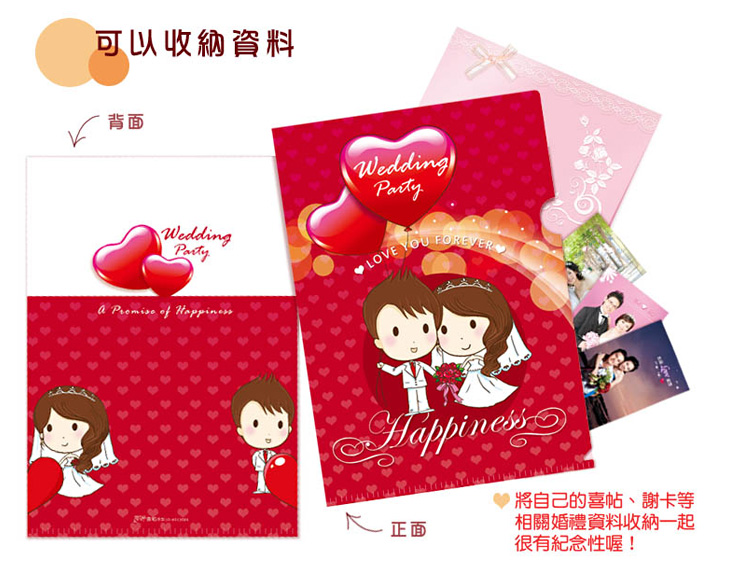 可以收納資料
背面
Wedding
Party
A Promise of Happiness
Wedding
Party
LOVE YOU FOREVER
Happiness
正面
將自己的喜帖、謝卡等
相關婚禮資料收納一起
很有紀念性喔！